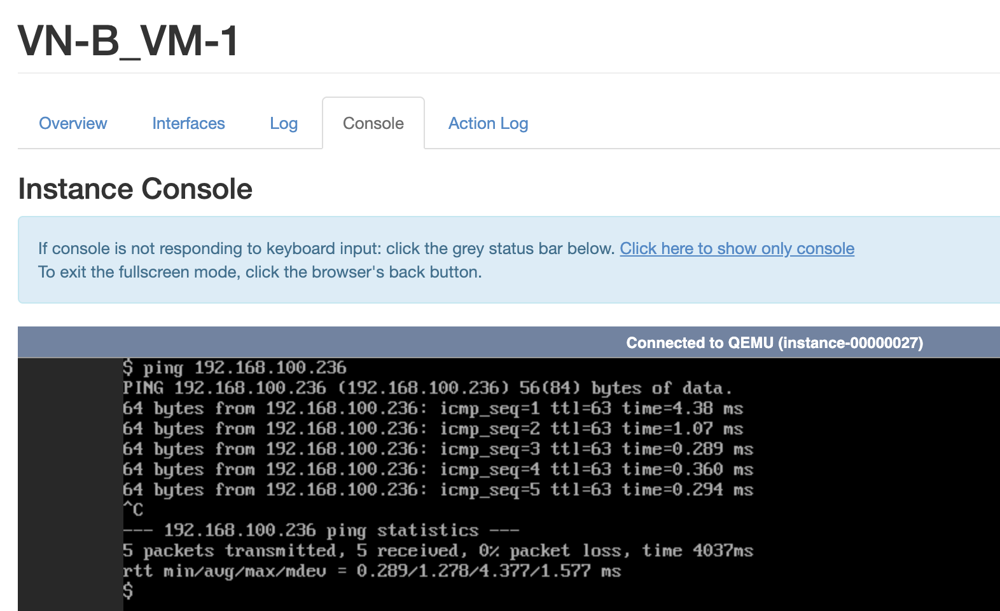 VN-B_VM-1
Overview Interfaces Log Console Action Log
Instance Console
If console is not responding to keyboard input: click the grey status bar below. Click here to show only console
To exit the fullscreen mode, click the browser's back button.
Connected to QEMU (instance-00000027)
$ ping 192.168.100.236
PING 192.168.100.236 (192.168.100.236) 56(84) bytes of data.
64 bytes from 192.168.100.236: icmp_seq=1 ttl=63 time=4.38 ms
64 bytes from 192.168.100.236: icmp_seq=2 ttl=63 time=1.07 ms
64 bytes from 192.168.100.236: icmp_seq=3 ttl=63 time=0.289 ms
64 bytes from 192.168.100.236: icmp_seq=4 ttl=63 time=0.360 ms
64 bytes from 192.168.100.236: icmp_seq=5 ttl=63 time=0.294 ms
^C
--- 192.168.100.236 ping statistics ---
5 packets transmitted, 5 received, 0% packet loss, time 4037ms
rtt min/avg/max/mdev = 0.289/1.278/4.377/1.577 ms
$